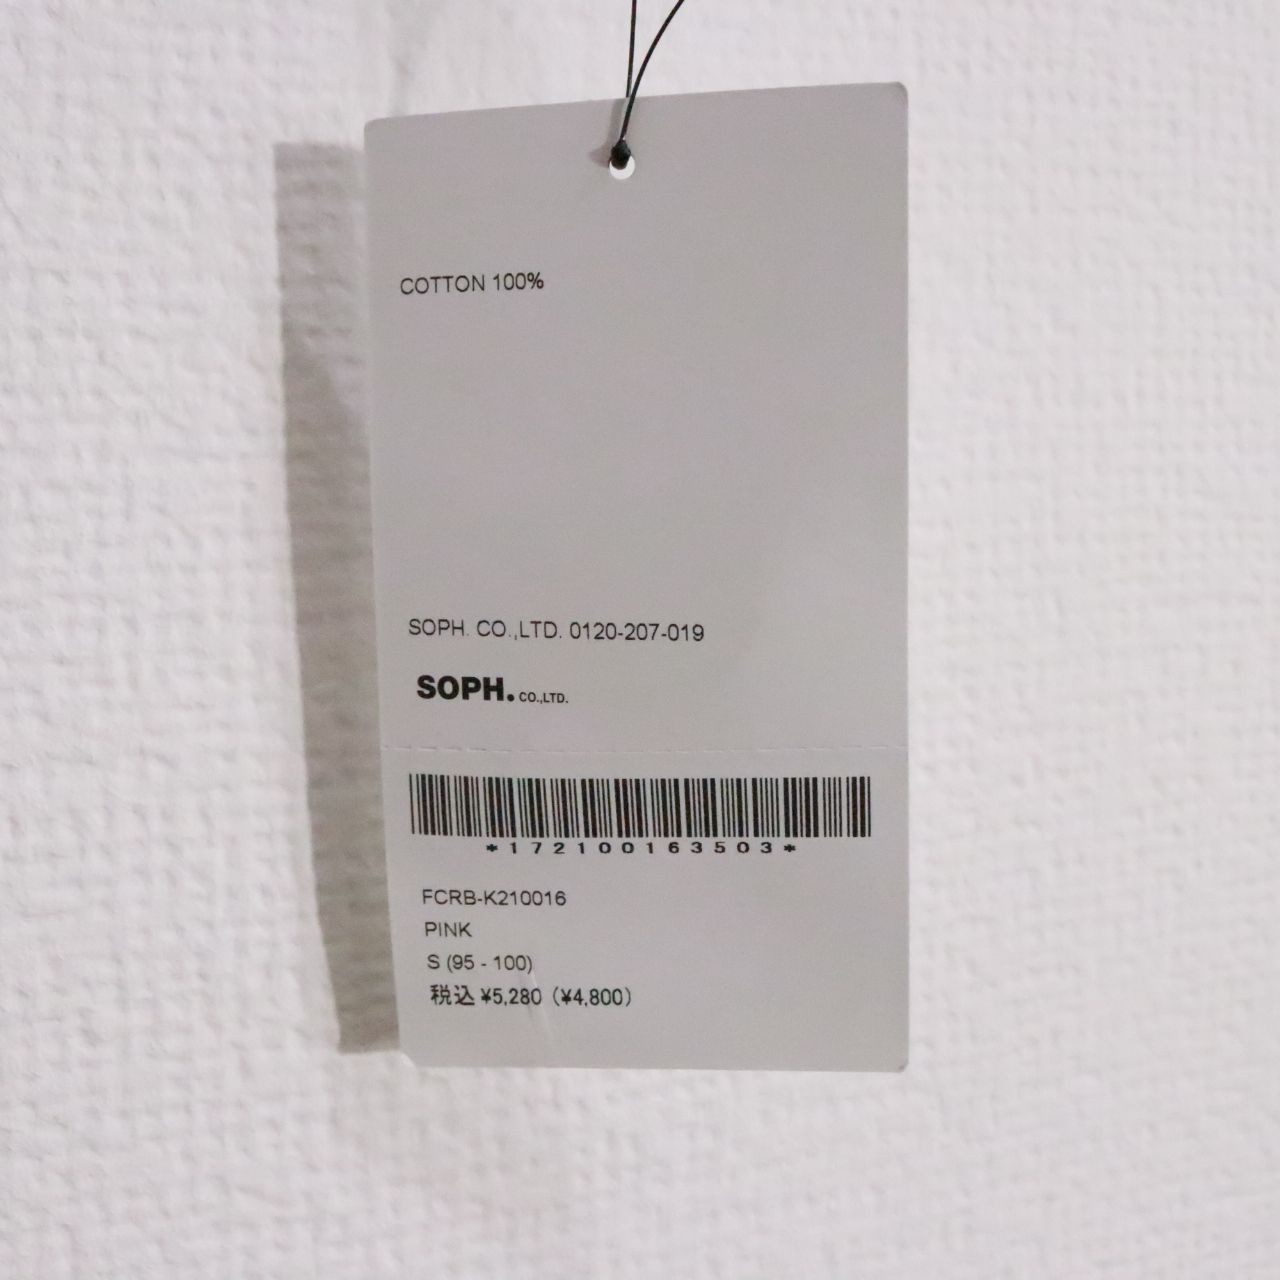 COTTON 100%
SOPH. CO.,LTD. 0120-207-019
SOPH. CO.,LTD.
*172100163503*
FCRB-K210016
PINK
S (95 - 100)
税込 ¥5,280 (¥4,800)